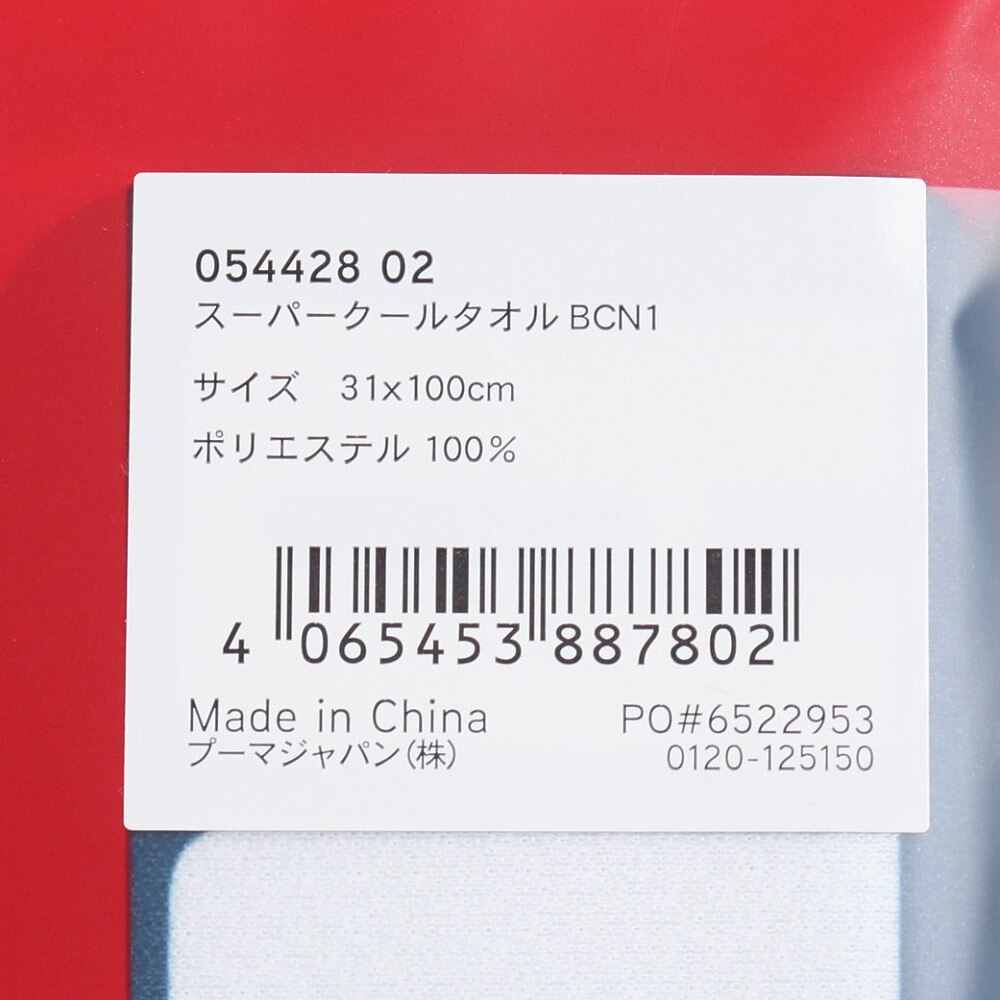 054428 02
スーパークールタオル BCN1
サイズ　31x100cm
ポリエステル 100%
4 065453 887802
Made in China
PO#6522953
プーマジャパン(株)
0120-125150